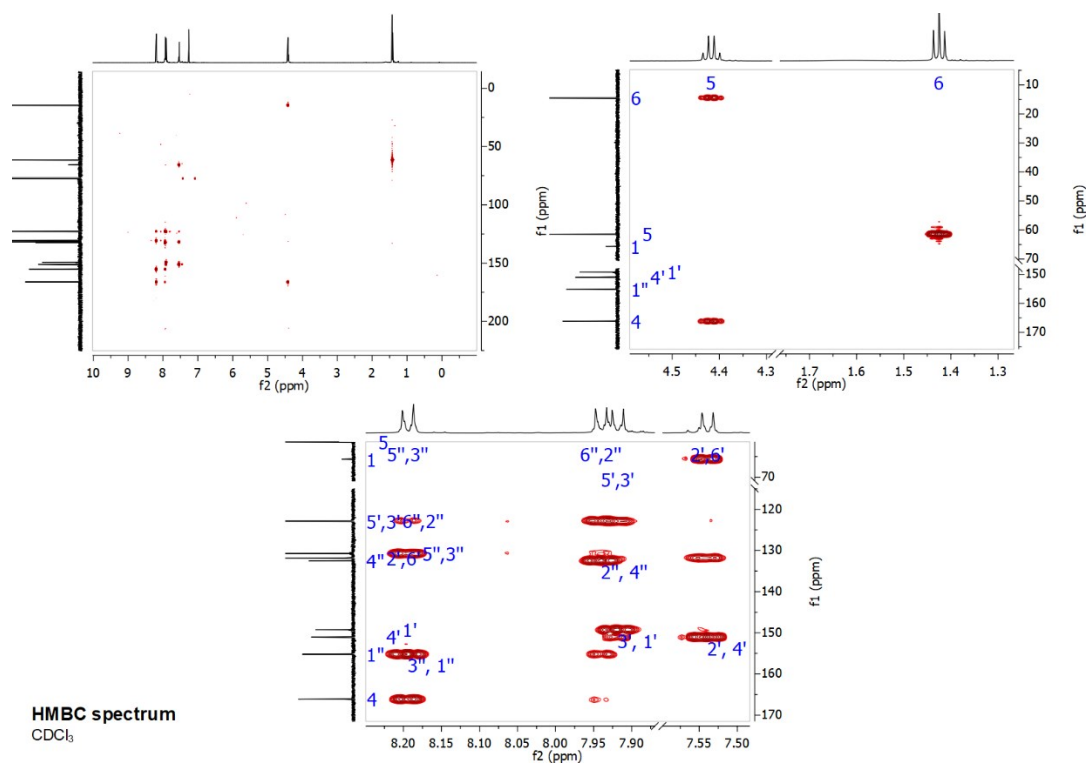 0
50
100
150
200
f1 (ppm)
10 9 8 7 6 5 4 3 2 1 0
f2 (ppm)
5 6
6
5
1
4' 1'
1"
4
10
20
30
40
50
60
70
150
160
170
f1 (ppm)
4.5 4.4 4.3 1.7 1.6 1.5 1.4 1.3
f2 (ppm)
5
1 5",3" 6",2" 2',6'
5',3'
70
5',3'6",2"
4" 2',6' 5",3"
2", 4"
4' 1' 3', 1' 2', 4'
1" 3", 1"
4
120
130
140
150
160
170
f1 (ppm)
8.20 8.15 8.10 8.05 8.00 7.95 7.90 7.55 7.50
f2 (ppm)
HMBC spectrum
CDCl₃